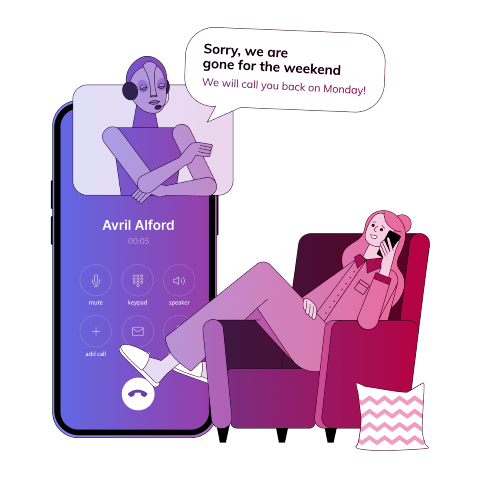 Sorry, we are
gone for the weekend
We will call you back on Monday!
Avril Alford
00:05
mute
keypad
speaker
add call